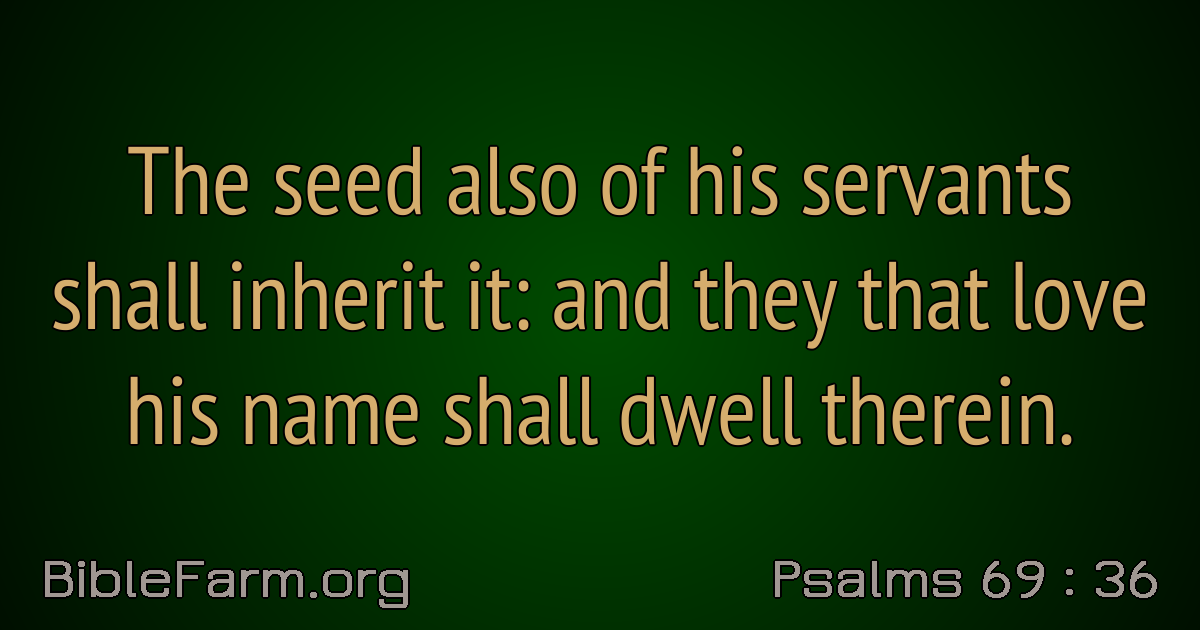 The seed also of his servants
shall inherit it: and they that love
his name shall dwell therein.
BibleFarm.org
Psalms 69 : 36